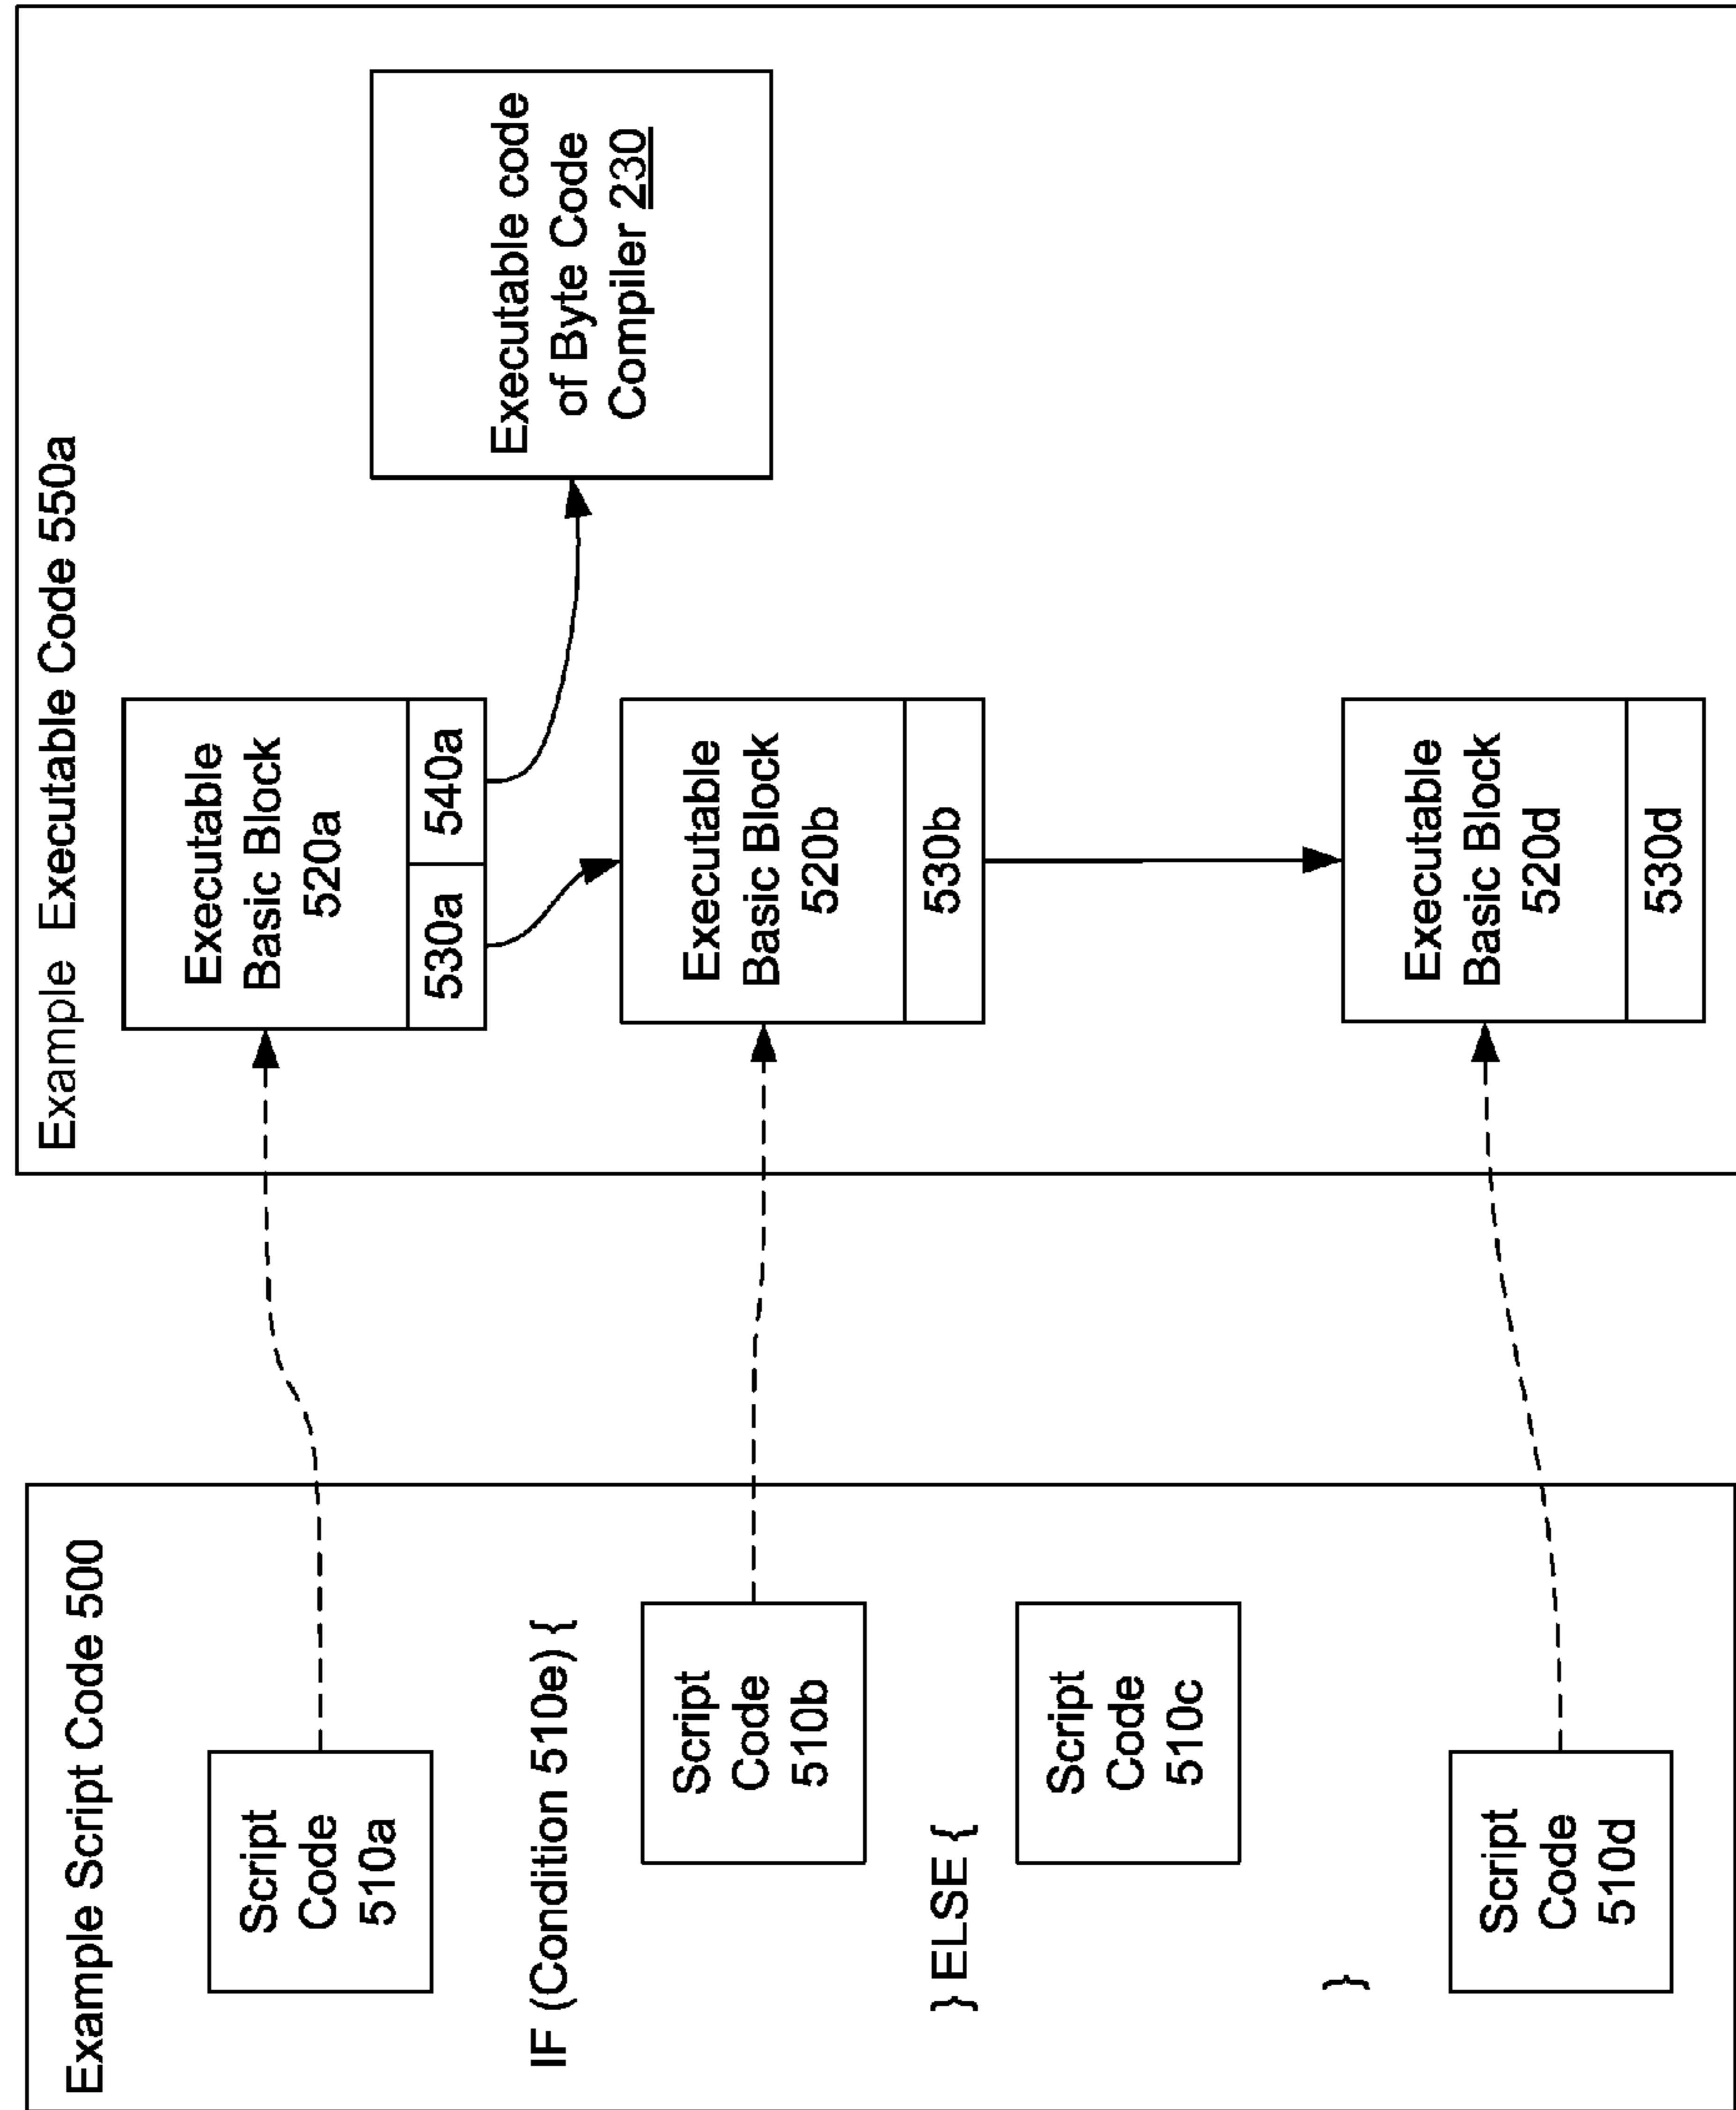 Example Script Code 500
Script
Code
510a
IF (Condition 510e) {
Script
Code
510b
} ELSE {
Script
Code
510c
}
Script
Code
510d
Example Executable Code 550a
Executable
Basic Block
520a
530a
540a
Executable code
of Byte Code
Compiler 230
Executable
Basic Block
520b
530b
Executable
Basic Block
520d
530d